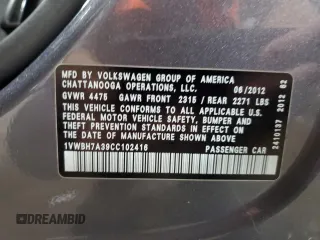 MFD. BY VOLKSWAGEN GROUP OF AMERICA
CHATTANOOGA OPERATIONS, LLC. 06/2012
GVWR 4475 GAWR FRONT 2315 / REAR 2271 LBS
THIS VEHICLE CONFORMS TO ALL APPLICABLE U.S.
FEDERAL MOTOR VEHICLE SAFETY, BUMPER AND
THEFT PREVENTION STANDARDS IN EFFECT ON THE
DATE OF MANUFACTURE SHOWN ABOVE
1VWBH7A39CC102416 PASSENGER CAR
2410137 2012 02
DREAMBID